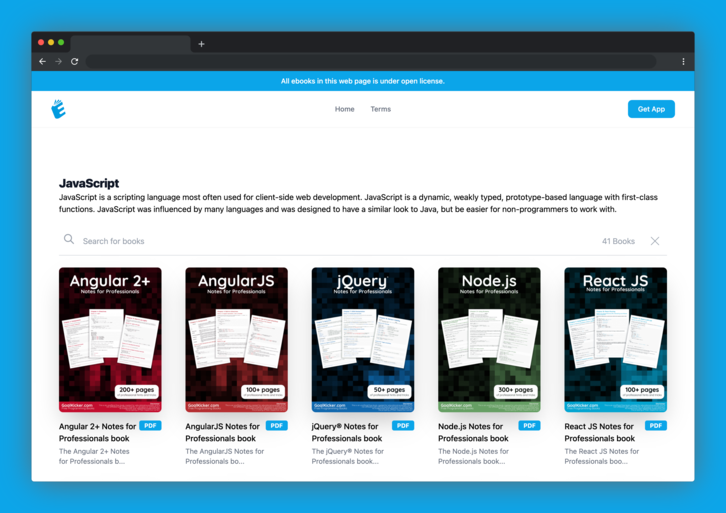 All ebooks in this web page is under open license.
Home Terms Get App
JavaScript
JavaScript is a scripting language most often used for client-side web development. JavaScript is a dynamic, weakly typed, prototype-based language with first-class
functions. JavaScript was influenced by many languages and was designed to have a similar look to Java, but be easier for non-programmers to work with.
Search for books 41 Books
Angular 2+
Notes for Professionals
200+ pages
GoalKicker.com
Angular 2+ Notes for PDF
Professionals book
The Angular 2+ Notes
for Professionals b...
AngularJS
Notes for Professionals
100+ pages
GoalKicker.com
AngularJS Notes for PDF
Professionals book
The AngularJS Notes for
Professionals boo...
jQuery
Notes for Professionals
50+ pages
GoalKicker.com
jQuery® Notes for PDF
Professionals book
The jQuery® Notes for
Professionals book...
Node.js
Notes for Professionals
300+ pages
GoalKicker.com
Node.js Notes for PDF
Professionals book
The Node.js Notes for
Professionals book...
React JS
Notes for Professionals
100+ pages
GoalKicker.com
React JS Notes for PDF
Professionals book
The React JS Notes for
Professionals boo...